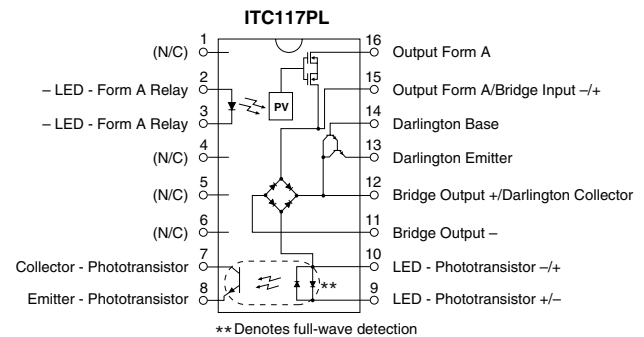 ITC117PL
1
(N/C)
2
– LED - Form A Relay
3
– LED - Form A Relay
4
(N/C)
5
(N/C)
6
(N/C)
7
Collector - Phototransistor
8
Emitter - Phototransistor
PV
**
16
Output Form A
15
Output Form A/Bridge Input –/+
14
Darlington Base
13
Darlington Emitter
12
Bridge Output +/Darlington Collector
11
Bridge Output –
10
LED - Phototransistor –/+
9
LED - Phototransistor +/–
**Denotes full-wave detection